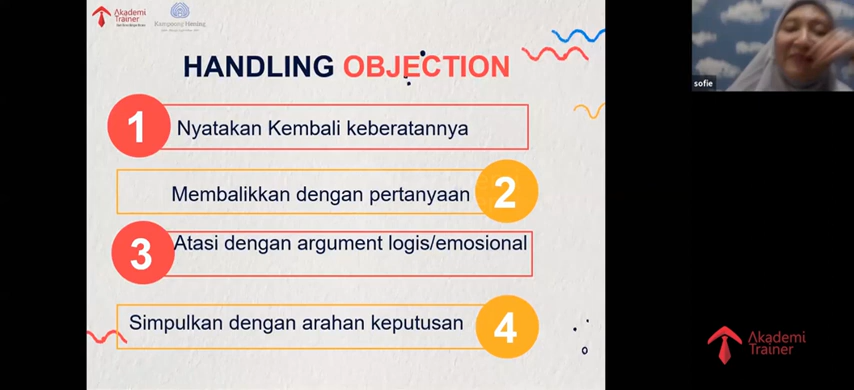 Akademi
Trainer
Kampoeng Hening
HANDLING OBJECTION
1
Nyatakan Kembali keberatannya
Membalikkan dengan pertanyaan
2
3
Atasi dengan argument logis/emosional
Simpulkan dengan arahan keputusan
4
sofie
Akademi
Trainer